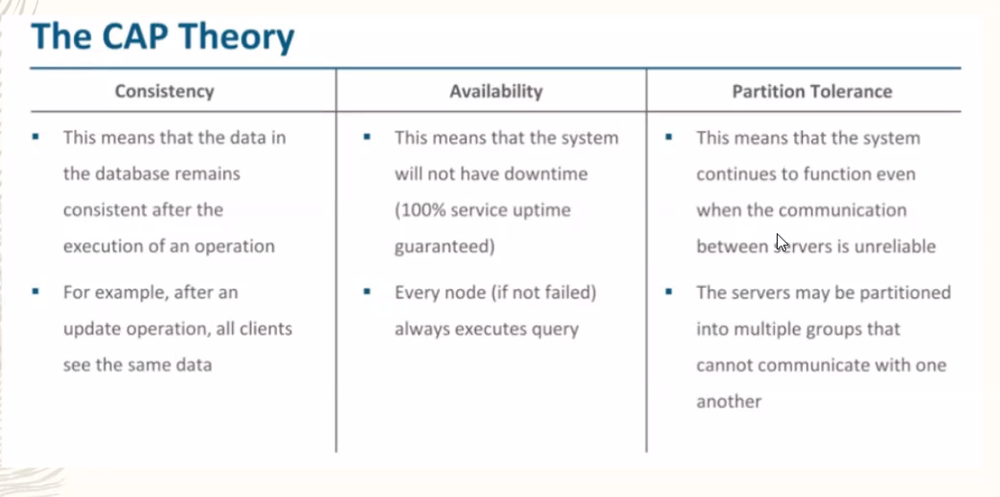 The CAP Theory
Consistency
Availability
Partition Tolerance
▪ This means that the data in
the database remains
consistent after the
execution of an operation
▪ For example, after an
update operation, all clients
see the same data
▪ This means that the system
will not have downtime
(100% service uptime
guaranteed)
▪ Every node (if not failed)
always executes query
▪ This means that the system
continues to function even
when the communication
between servers is unreliable
▪ The servers may be partitioned
into multiple groups that
cannot communicate with one
another